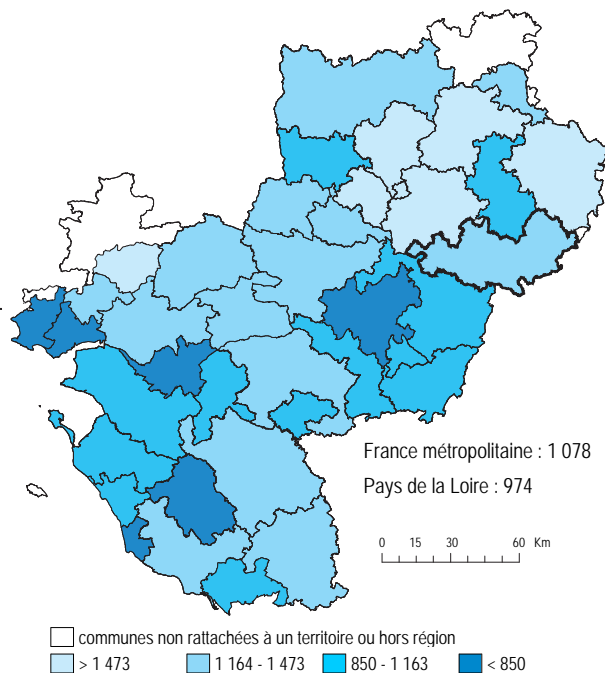 France métropolitaine : 1 078
Pays de la Loire : 974
0 15 30 60 Km
communes non rattachées à un territoire ou hors région
> 1 473 1 164 - 1 473 850 - 1 163 < 850